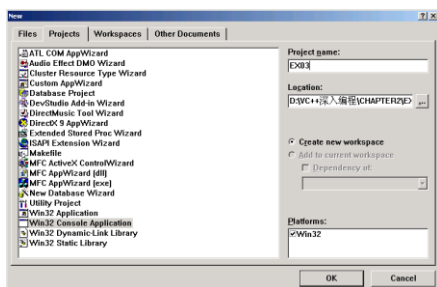 New
Files Projects Workspaces Other Documents
ATL COM AppWizard
Audio Effect DMO Wizard
Cluster Resource Type Wizard
Custom AppWizard
Database Project
DevStudio Add-in Wizard
DirectMusic Tool Wizard
DirectX 9 AppWizard
Extended Stored Proc Wizard
ISAPI Extension Wizard
Makefile
MFC ActiveX ControlWizard
MFC AppWizard [dll]
MFC AppWizard [exe]
New Database Wizard
Utility Project
Win32 Application
Win32 Console Application
Win32 Dynamic-Link Library
Win32 Static Library
Project name:
EX03
Location:
D:\VC++深入编程\CHAPTER2\EX
...
Create new workspace
Add to current workspace
Dependency of:
Platforms:
Win32
OK Cancel